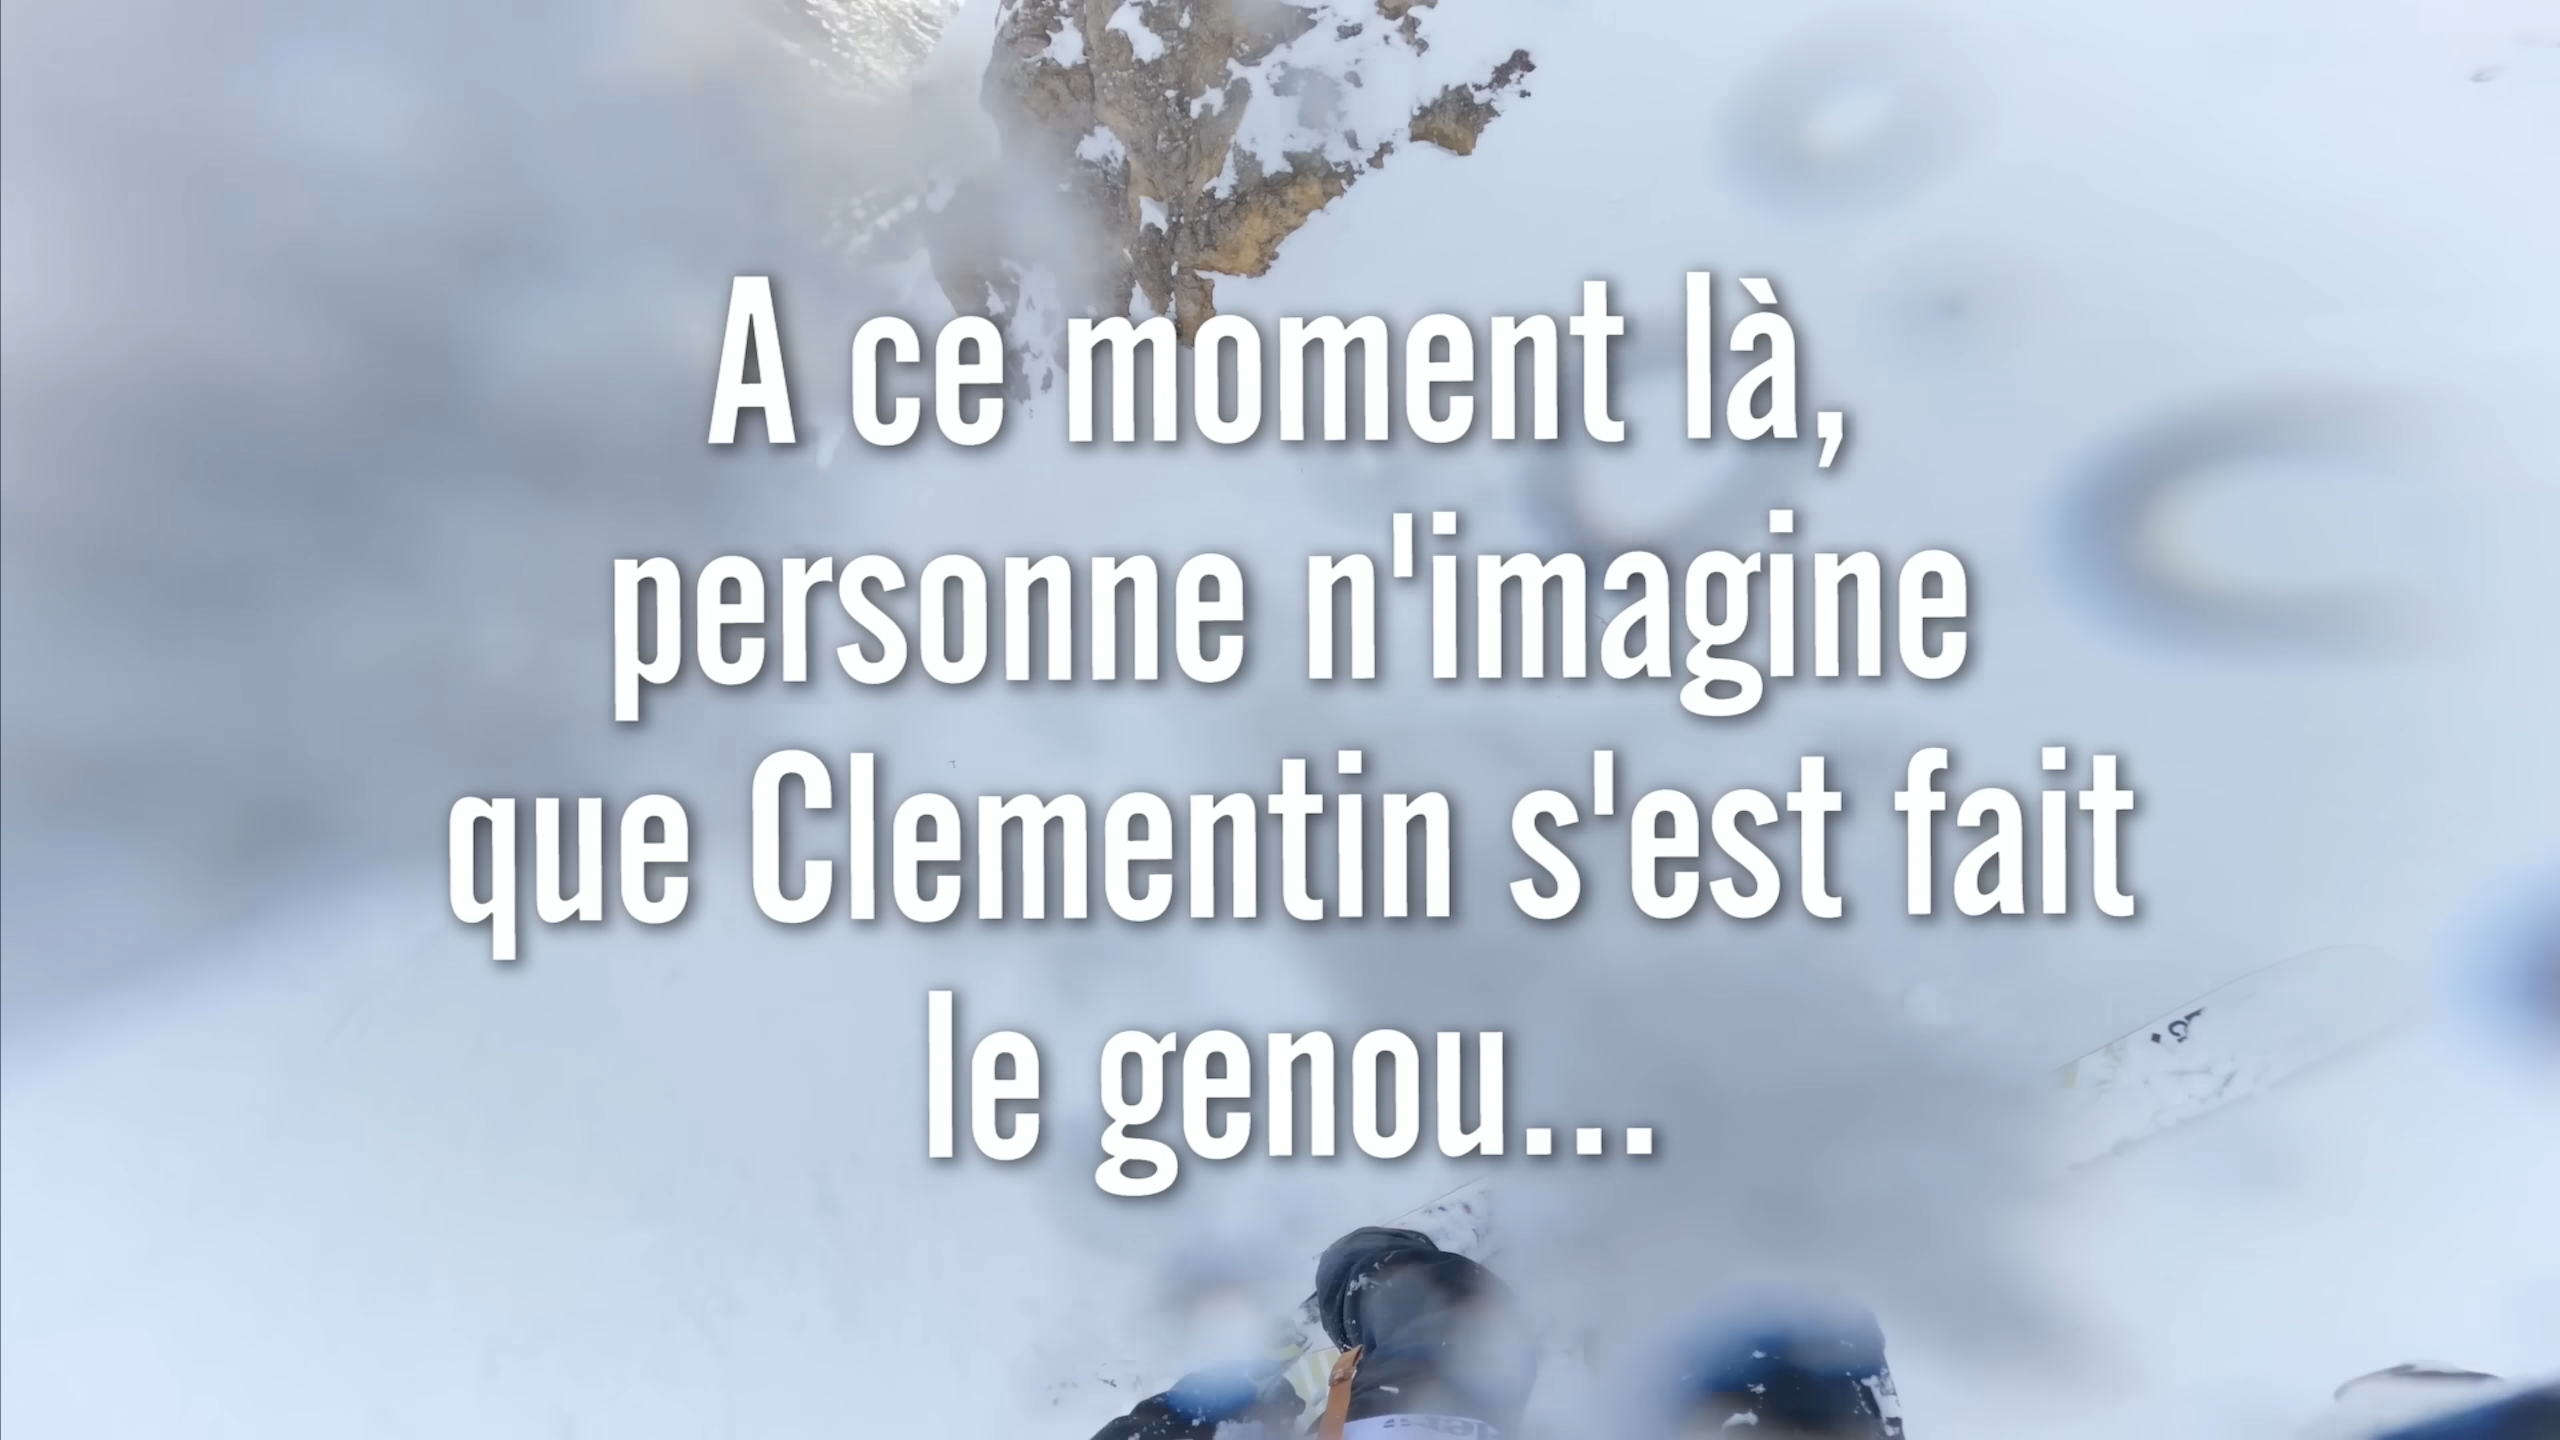 A ce moment là,
personne n'imagine
que Clementin s'est fait
le genou...